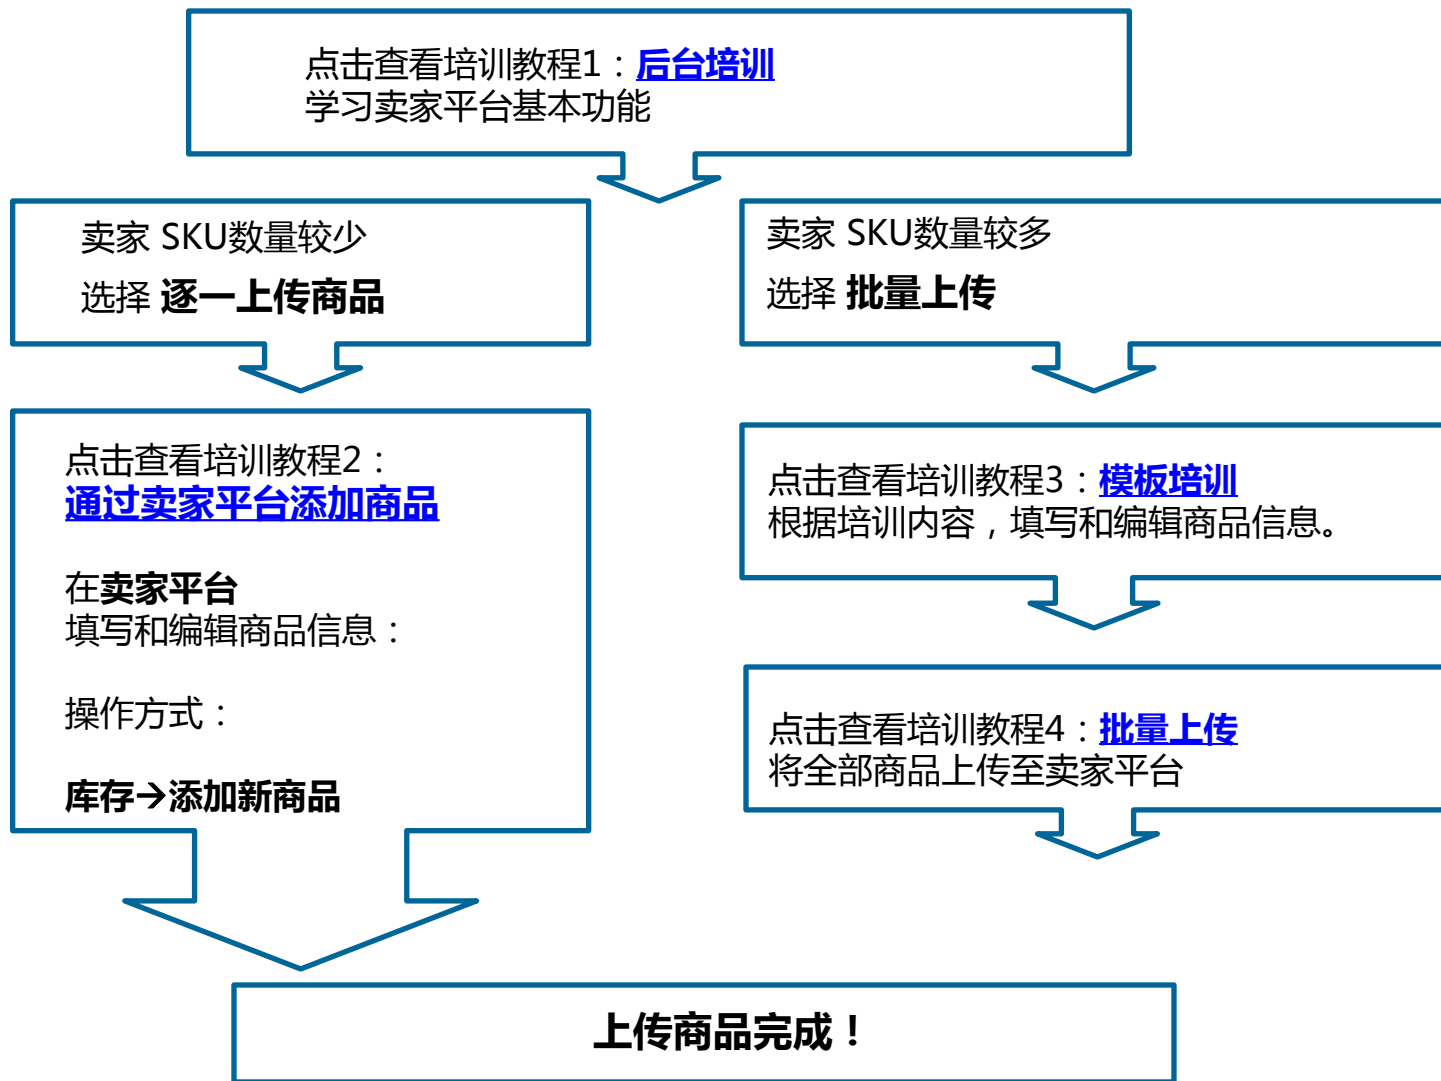 点击查看培训教程1：后台培训
学习卖家平台基本功能
卖家 SKU数量较少
选择 逐一上传商品
卖家 SKU数量较多
选择 批量上传
点击查看培训教程2：
通过卖家平台添加商品
在卖家平台
填写和编辑商品信息：
操作方式：
库存→添加新商品
点击查看培训教程3：模板培训
根据培训内容，填写和编辑商品信息。
点击查看培训教程4：批量上传
将全部商品上传至卖家平台
上传商品完成！